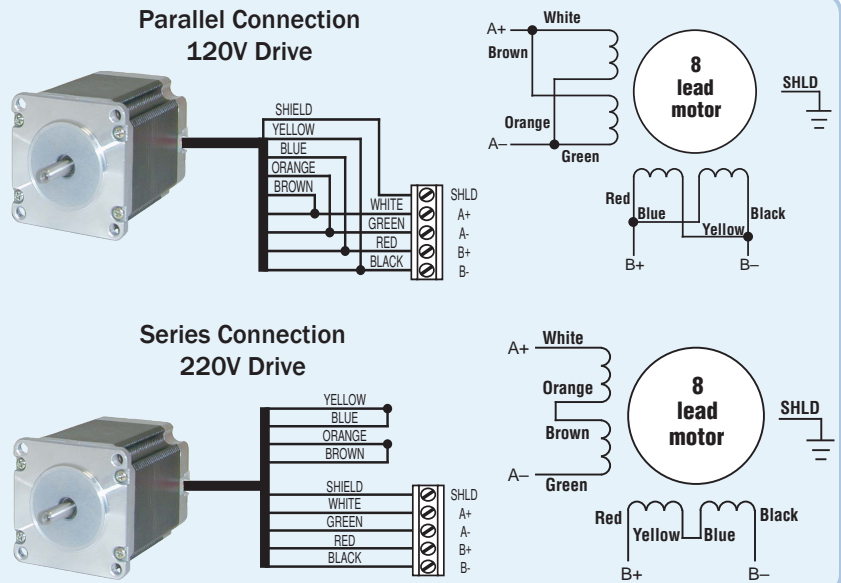 Parallel Connection
120V Drive
SHIELD
YELLOW
BLUE
ORANGE
BROWN
WHITE
GREEN
RED
BLACK
SHLD
A+
A-
B+
B-
A+
White
Brown
Orange
A–
Green
8
lead
motor
SHLD
Red
Blue
Yellow
Black
B+
B–
Series Connection
220V Drive
YELLOW
BLUE
ORANGE
BROWN
SHIELD
WHITE
GREEN
RED
BLACK
SHLD
A+
A-
B+
B-
A+
White
Orange
Brown
A–
Green
8
lead
motor
SHLD
Red
Yellow
Blue
Black
B+
B–